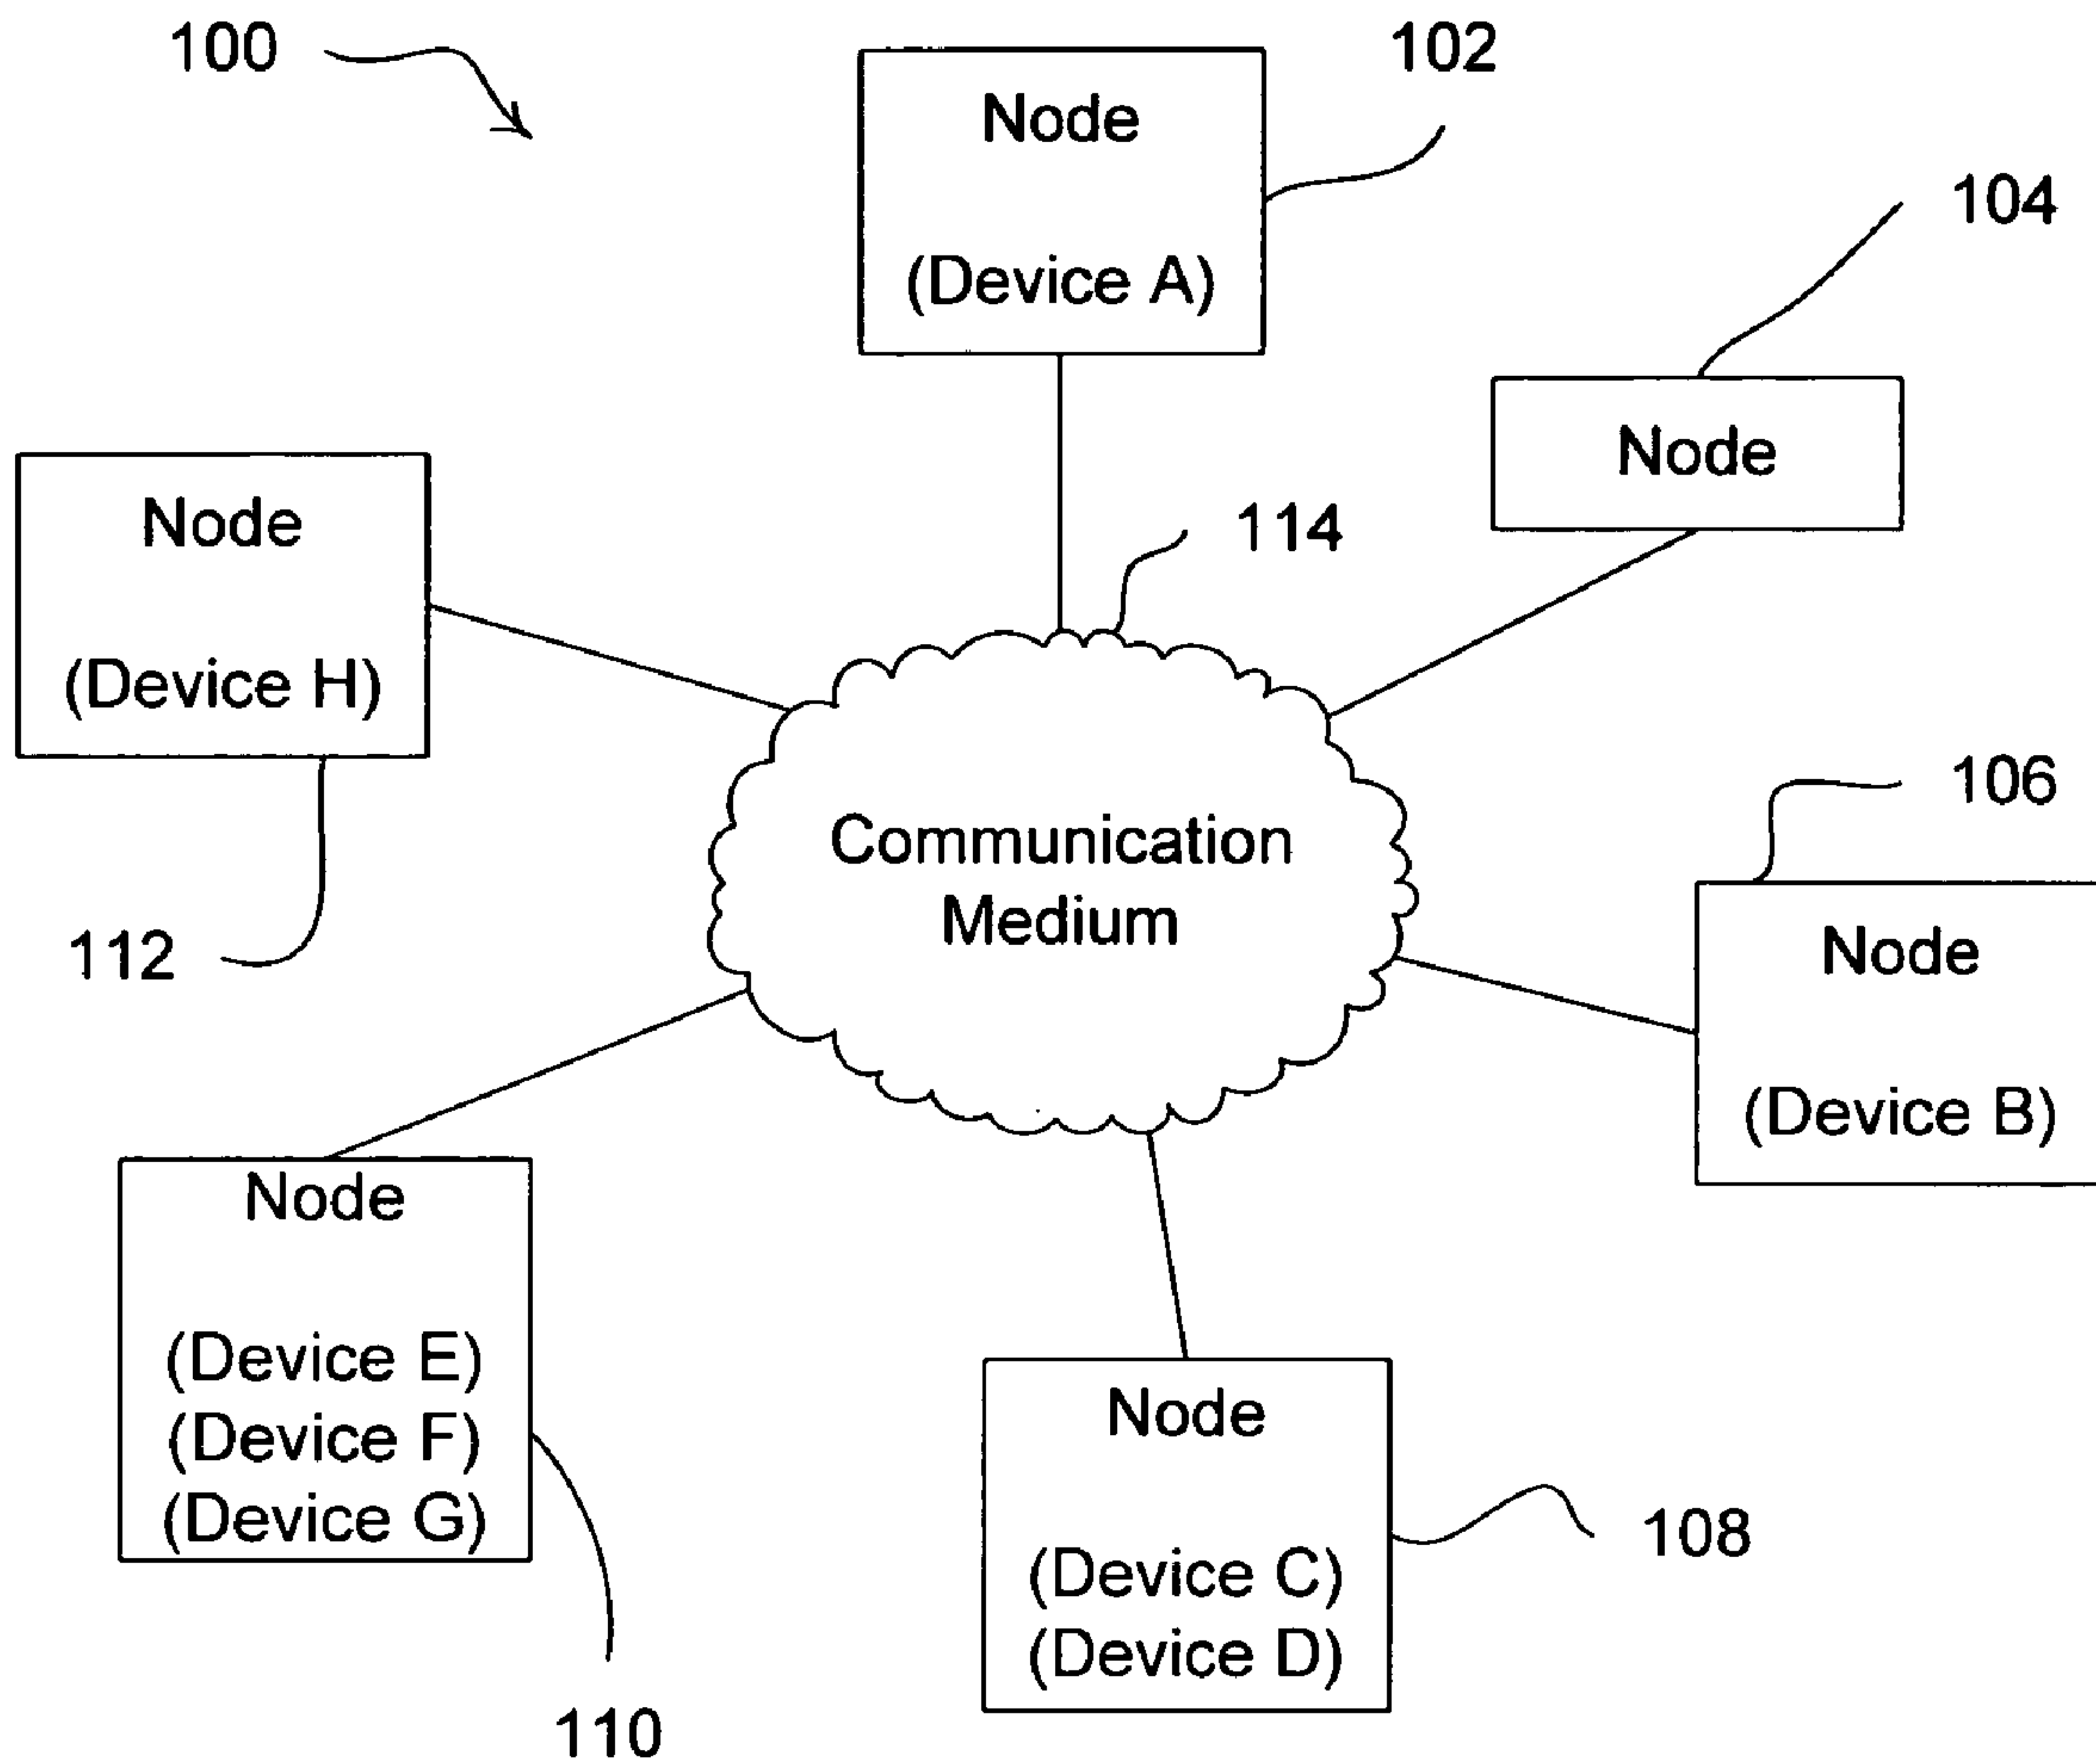 100
102
Node
(Device A)
104
Node
114
Node
(Device H)
112
Communication
Medium
106
Node
(Device B)
Node
(Device E)
(Device F)
(Device G)
110
Node
(Device C)
(Device D)
108